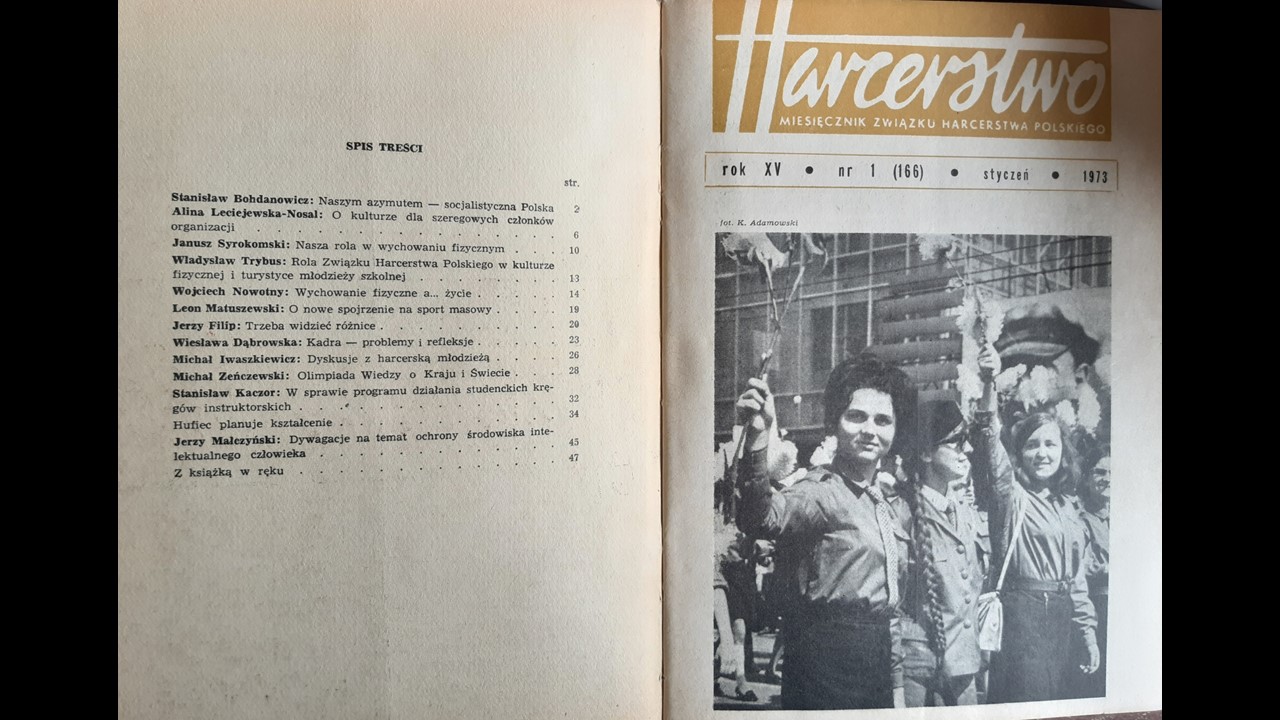 SPIS TREŚCI
str.
Stanisław Bohdanowicz: Naszym azymutem — socjalistyczna Polska 2
Alina Leciejewska-Nosal: O kulturze dla szeregowych członków
organizacji . . . . . . . . . . . . . . 6
Janusz Syrokomski: Nasza rola w wychowaniu fizycznym . . 10
Władysław Trybus: Rola Związku Harcerstwa Polskiego w kulturze
fizycznej i turystyce młodzieży szkolnej . . . . . . . 13
Wojciech Nowotny: Wychowanie fizyczne a... życie . . . . . 14
Leon Matuszewski: O nowe spojrzenie na sport masowy . . . . 19
Jerzy Filip: Trzeba widzieć różnice . . . . . . . . . 20
Wiesława Dąbrowska: Kadra — problemy i refleksje . . . . . 23
Michał Iwaszkiewicz: Dyskusje z harcerską młodzieżą . . . . 26
Michał Zeńczewski: Olimpiada Wiedzy o Kraju i Świecie . . . 28
Stanisław Kaczor: W sprawie programu działania studenckich krę-
gów instruktorskich . . . . . . . . . . . . 32
Hufiec planuje kształcenie . . . . . . . . . . . 34
Jerzy Małczyński: Dywagacje na temat ochrony środowiska inte-
lektualnego człowieka . . . . . . . . . . . . 45
Z książką w ręku . . . . . . . . . . . . . 47
Harcerstwo
MIESIĘCZNIK ZWIĄZKU HARCERSTWA POLSKIEGO
rok XV • nr 1 (166) • styczeń • 1973
fot. K. Adamowski